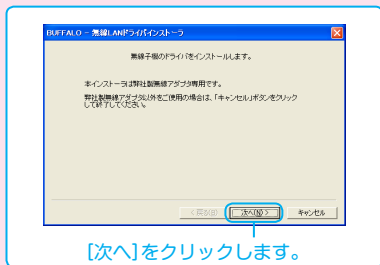 BUFFALO - 無線LANドライバインストーラ
無線子機のドライバをインストールします。
本インストーラは弊社製無線アダプタ専用です。
弊社製無線アダプタ以外をご使用の場合は、「キャンセル」ボタンをクリック
して終了してください。
< 戻る(B) 次へ(N) > キャンセル
[次へ]をクリックします。